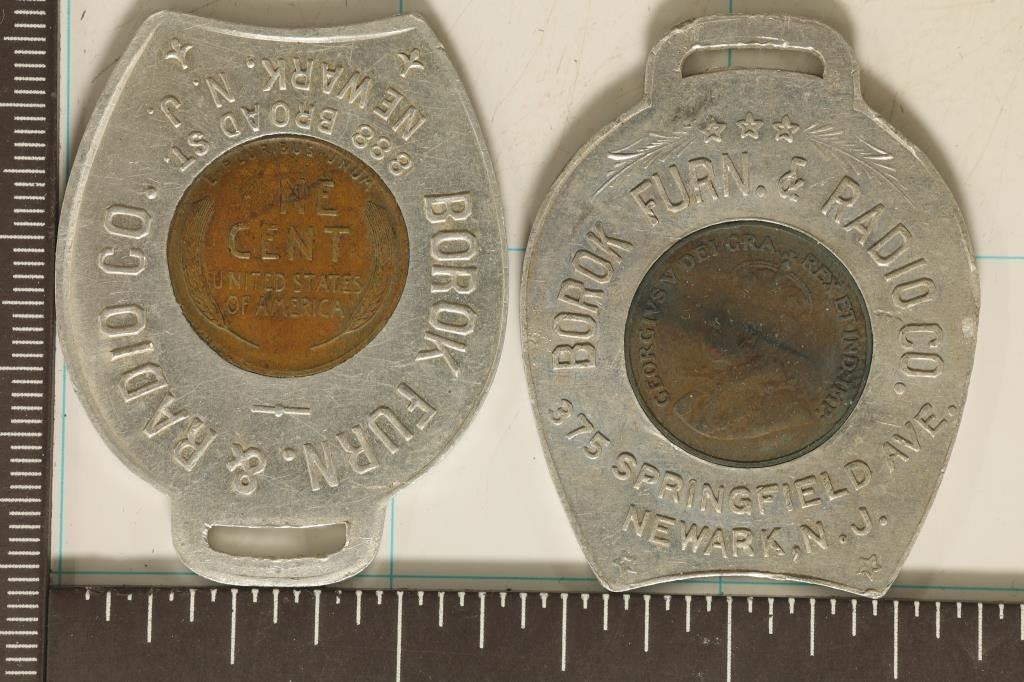 BOROK FURN. & RADIO CO.
888 BROAD ST
NEWARK, N. J.
E PLURIBUS UNUM
ONE
CENT
UNITED STATES
OF AMERICA
BOROK FURN. & RADIO CO.
GEORGIVS V DEI GRA: REX ET IND:IMP:
375 SPRINGFIELD AVE.
NEWARK, N. J.